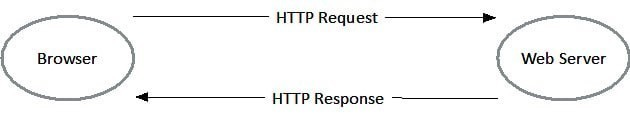 HTTP Request
Browser
Web Server
HTTP Response